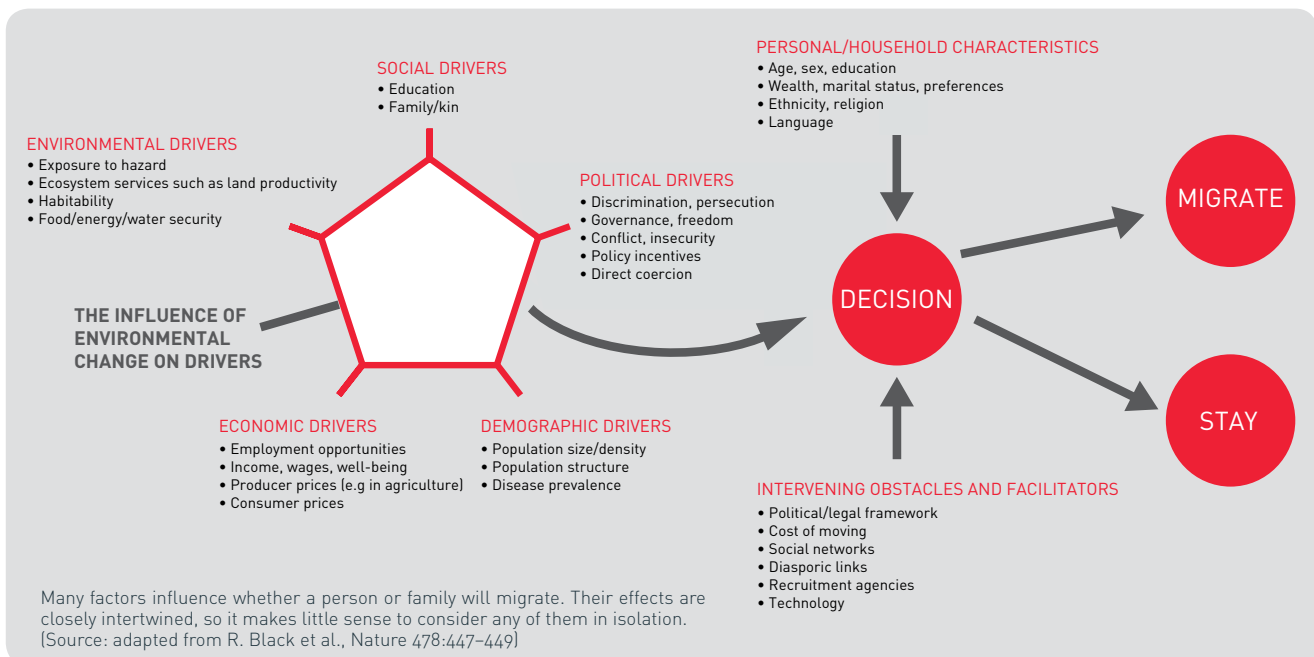 SOCIAL DRIVERS
• Education
• Family/kin
ENVIRONMENTAL DRIVERS
• Exposure to hazard
• Ecosystem services such as land productivity
• Habitability
• Food/energy/water security
POLITICAL DRIVERS
• Discrimination, persecution
• Governance, freedom
• Conflict, insecurity
• Policy incentives
• Direct coercion
THE INFLUENCE OF
ENVIRONMENTAL
CHANGE ON DRIVERS
ECONOMIC DRIVERS
• Employment opportunities
• Income, wages, well-being
• Producer prices (e.g in agriculture)
• Consumer prices
DEMOGRAPHIC DRIVERS
• Population size/density
• Population structure
• Disease prevalence
PERSONAL/HOUSEHOLD CHARACTERISTICS
• Age, sex, education
• Wealth, marital status, preferences
• Ethnicity, religion
• Language
DECISION
MIGRATE
STAY
INTERVENING OBSTACLES AND FACILITATORS
• Political/legal framework
• Cost of moving
• Social networks
• Diasporic links
• Recruitment agencies
• Technology
Many factors influence whether a person or family will migrate. Their effects are
closely intertwined, so it makes little sense to consider any of them in isolation.
(Source: adapted from R. Black et al., Nature 478:447–449)